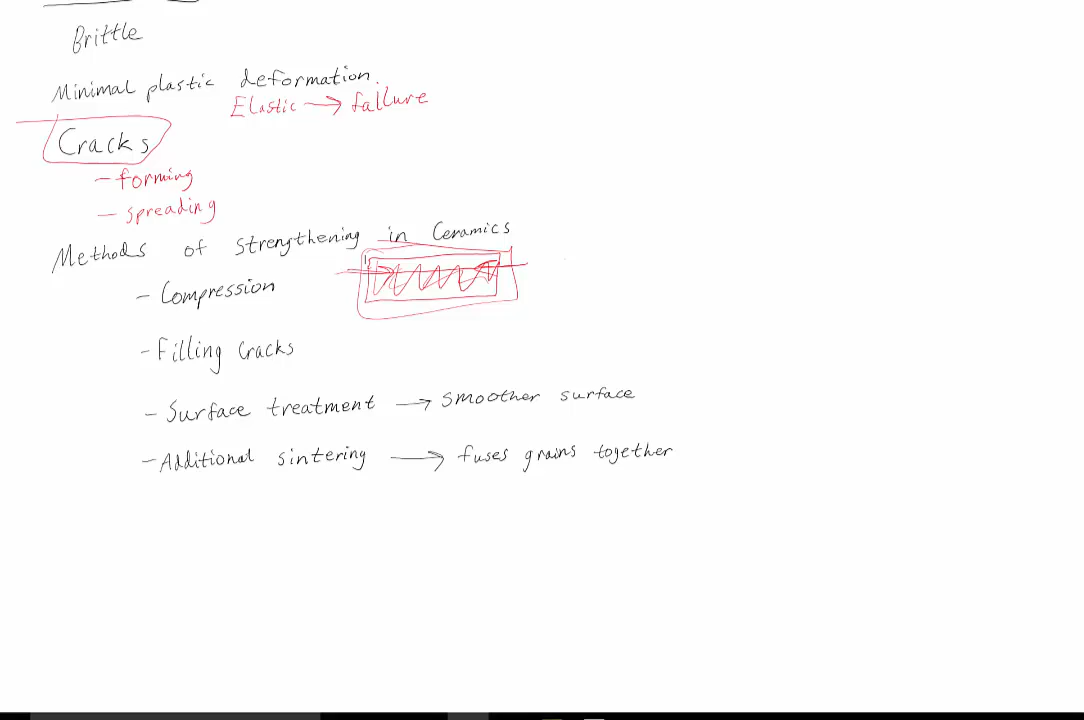 Brittle
Minimal plastic deformation.
Elastic → failure
Cracks
- forming
- spreading
Methods of strengthening in Ceramics
- Compression
- Filling Cracks
- Surface treatment → smoother surface
- Additional sintering → fuses grains together